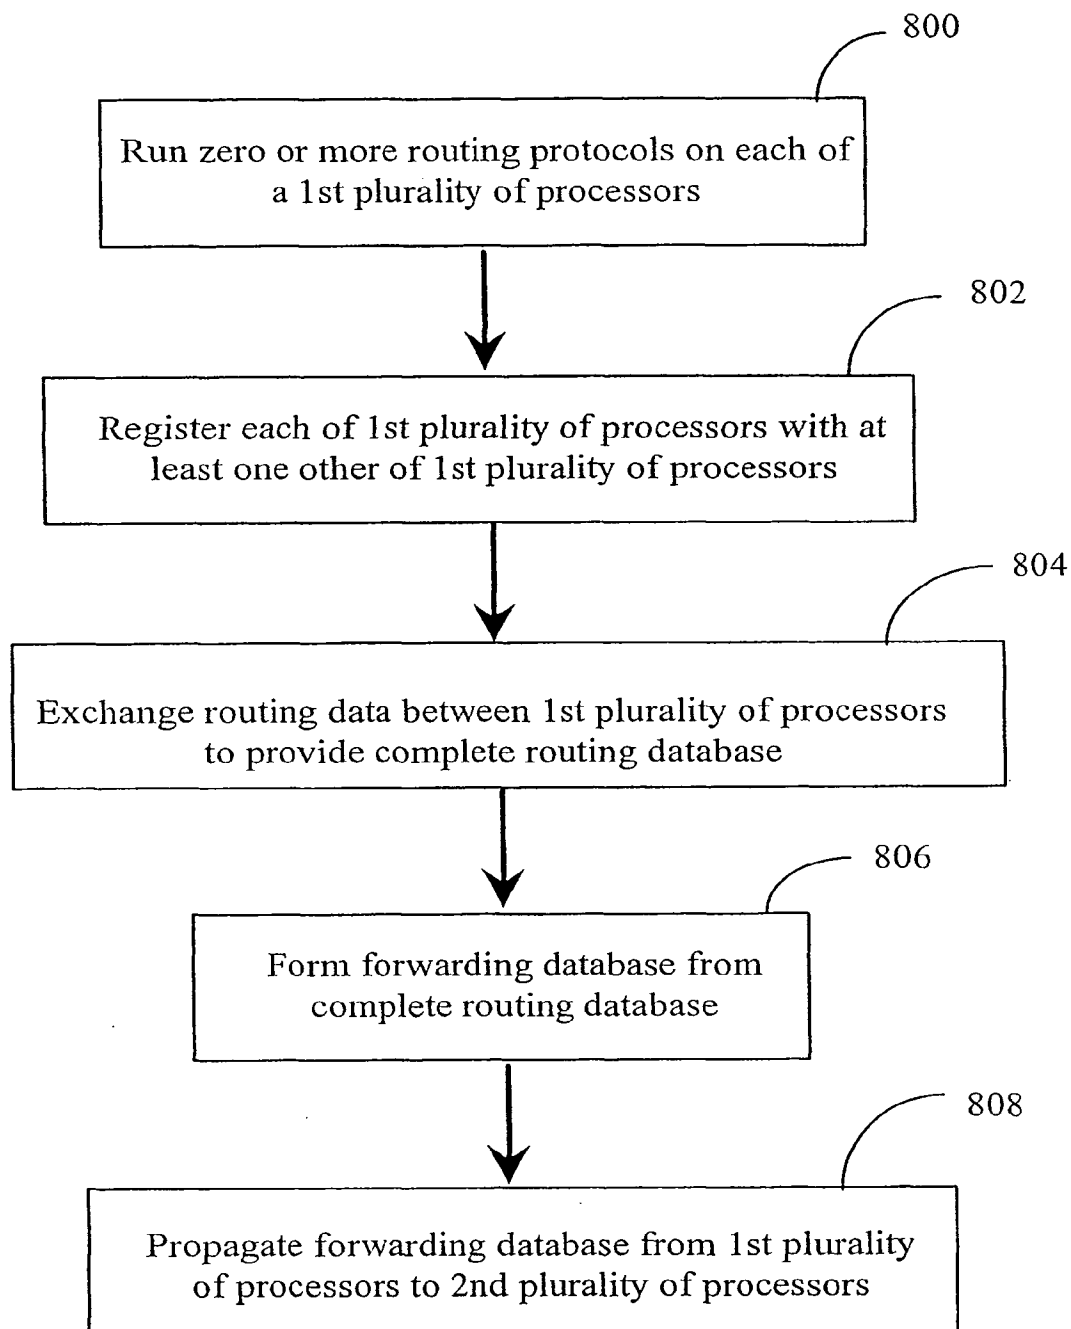 800
Run zero or more routing protocols on each of
a 1st plurality of processors
802
Register each of 1st plurality of processors with at
least one other of 1st plurality of processors
804
Exchange routing data between 1st plurality of processors
to provide complete routing database
806
Form forwarding database from
complete routing database
808
Propagate forwarding database from 1st plurality
of processors to 2nd plurality of processors